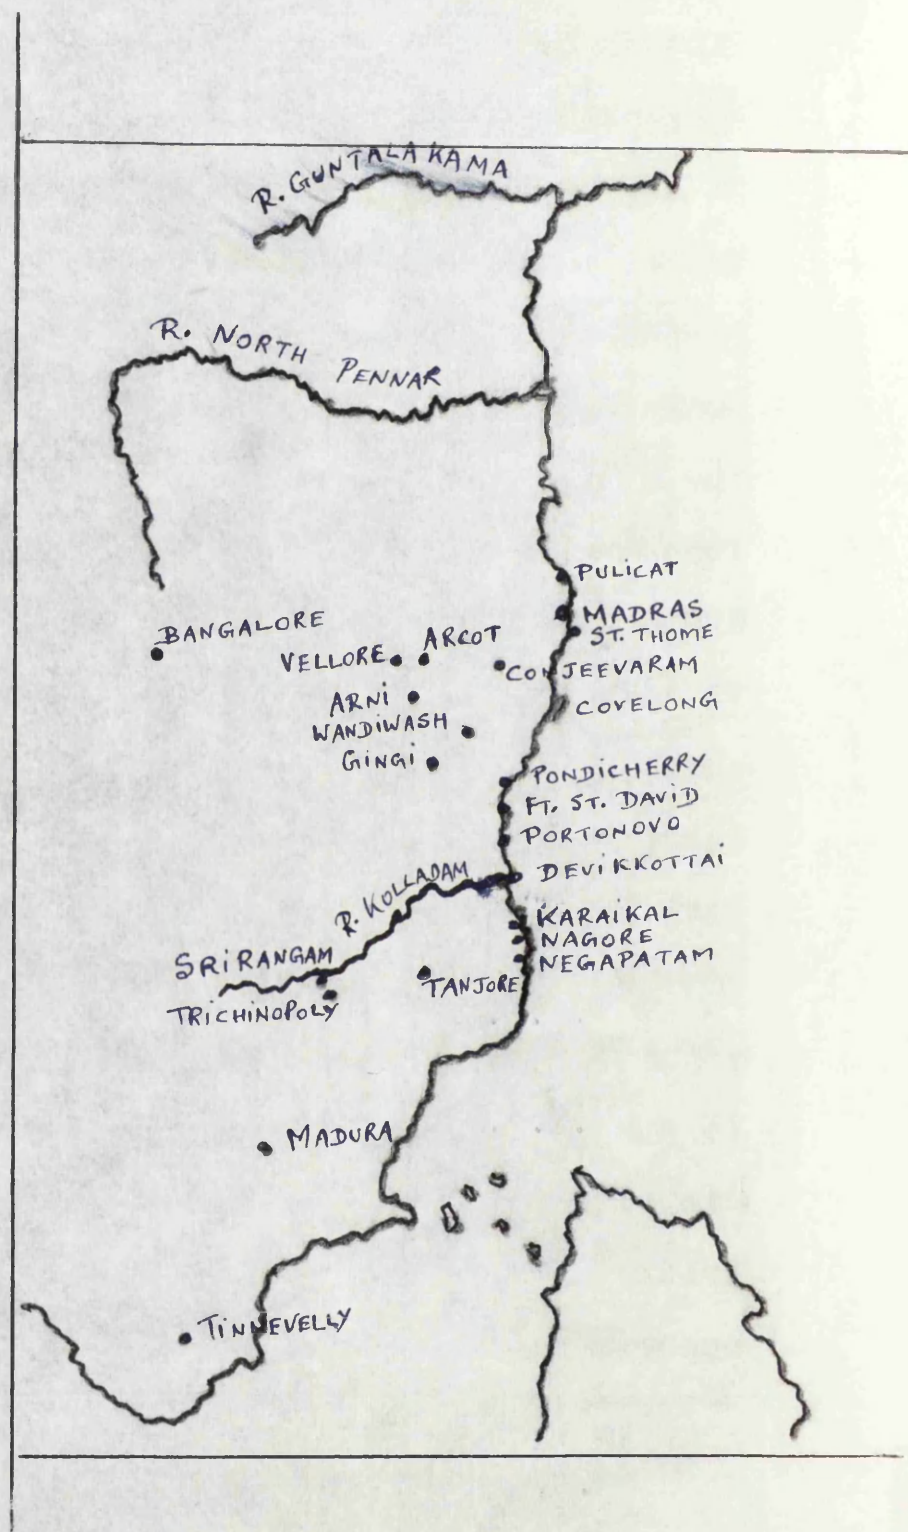 R. GUNTALAKAMA
R. NORTH PENNAR
PULICAT
MADRAS
ST. THOME
BANGALORE
VELLORE
ARCOT
CONJEEVARAM
ARNI
COVELONG
WANDIWASH
GINGI
PONDICHERRY
FT. ST. DAVID
PORTONOVO
DEVIKKOTTAI
R. KOLLADAM
KARAIKAL
NAGORE
NEGAPATAM
SRIRANGAM
TANJORE
TRICHINOPOLY
MADURA
TINNEVELLY